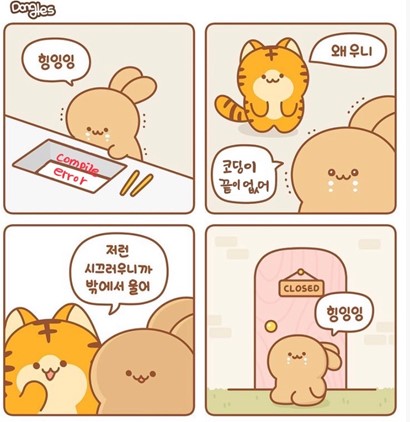 Dongles
힝잉잉
compile
error
왜 우니
코딩이
끝이 없어
저런
시끄러우니까
밖에서 울어
CLOSED
힝잉잉